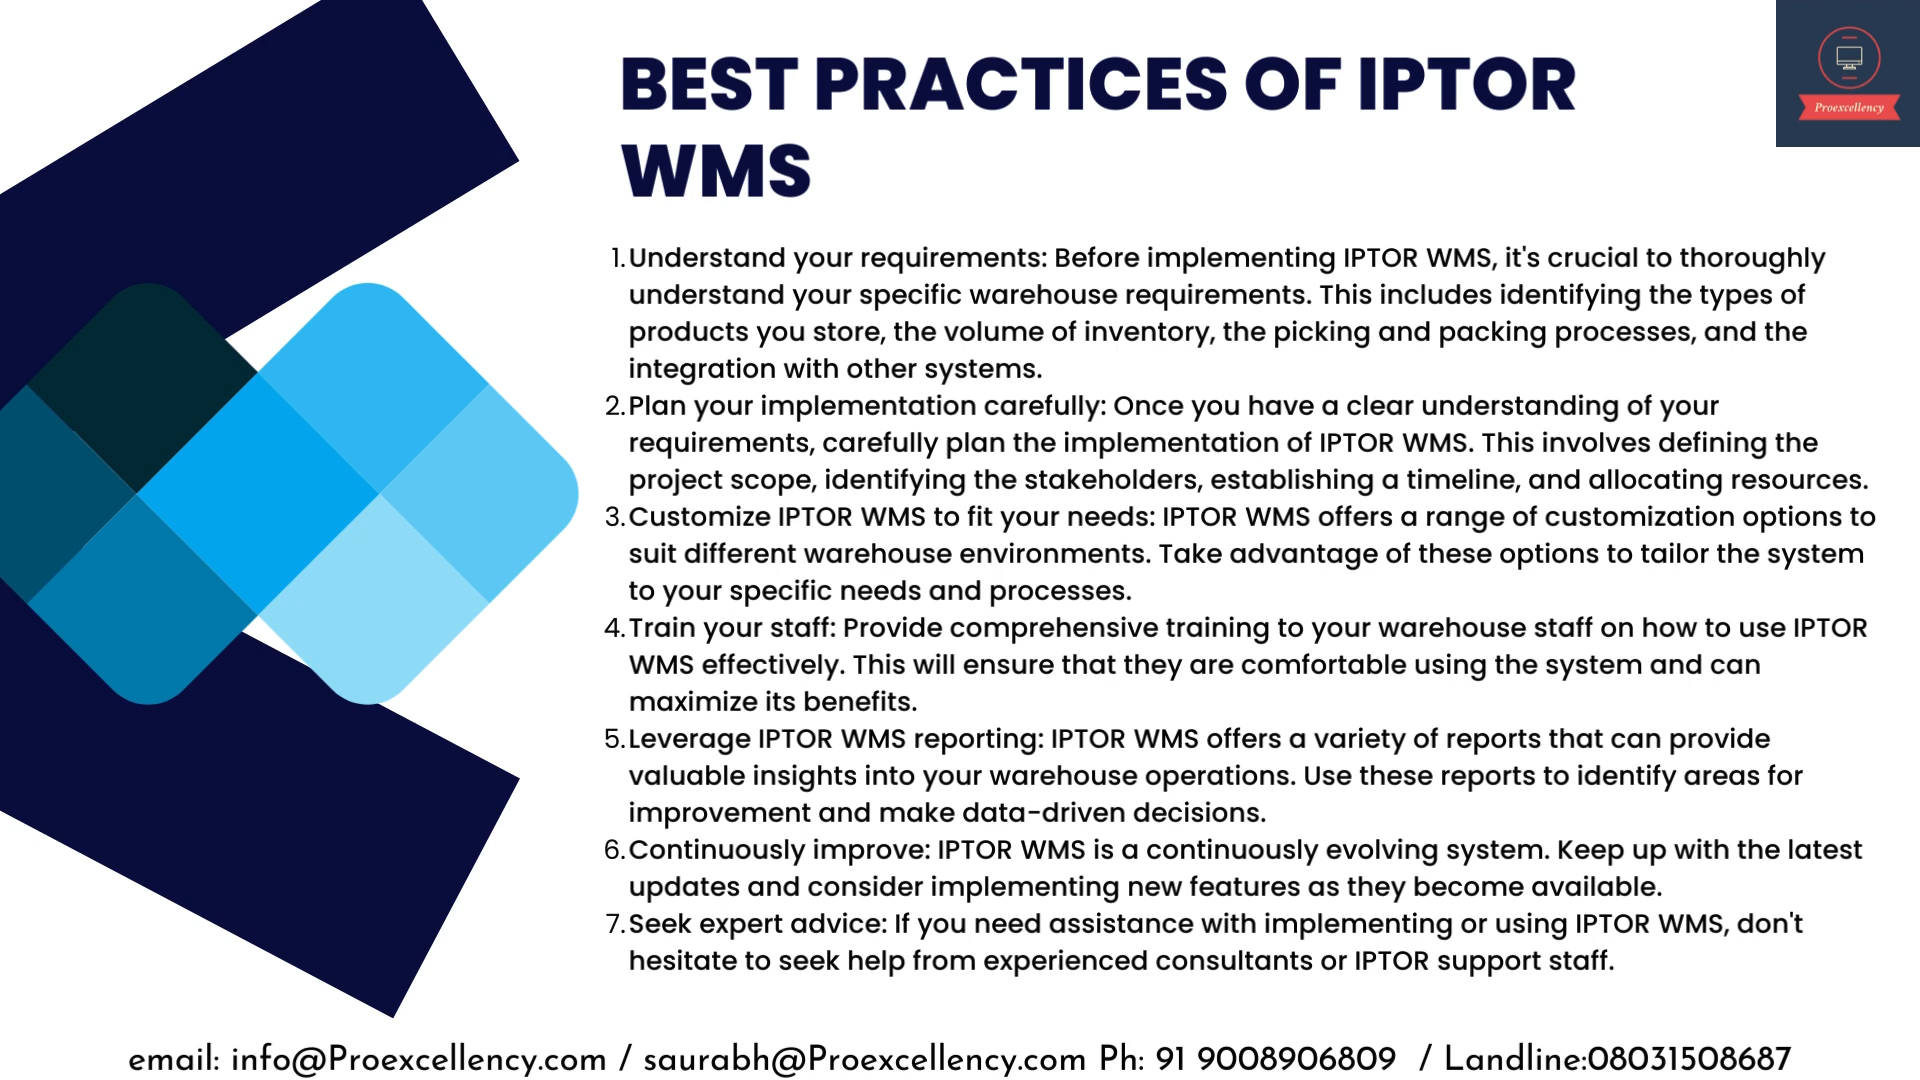 BEST PRACTICES OF IPTOR
WMS
Proexcellency
1. Understand your requirements: Before implementing IPTOR WMS, it's crucial to thoroughly
understand your specific warehouse requirements. This includes identifying the types of
products you store, the volume of inventory, the picking and packing processes, and the
integration with other systems.
2. Plan your implementation carefully: Once you have a clear understanding of your
requirements, carefully plan the implementation of IPTOR WMS. This involves defining the
project scope, identifying the stakeholders, establishing a timeline, and allocating resources.
3. Customize IPTOR WMS to fit your needs: IPTOR WMS offers a range of customization options to
suit different warehouse environments. Take advantage of these options to tailor the system
to your specific needs and processes.
4. Train your staff: Provide comprehensive training to your warehouse staff on how to use IPTOR
WMS effectively. This will ensure that they are comfortable using the system and can
maximize its benefits.
5. Leverage IPTOR WMS reporting: IPTOR WMS offers a variety of reports that can provide
valuable insights into your warehouse operations. Use these reports to identify areas for
improvement and make data-driven decisions.
6. Continuously improve: IPTOR WMS is a continuously evolving system. Keep up with the latest
updates and consider implementing new features as they become available.
7. Seek expert advice: If you need assistance with implementing or using IPTOR WMS, don't
hesitate to seek help from experienced consultants or IPTOR support staff.
email: info@Proexcellency.com / saurabh@Proexcellency.com Ph: 91 9008906809 / Landline:08031508687